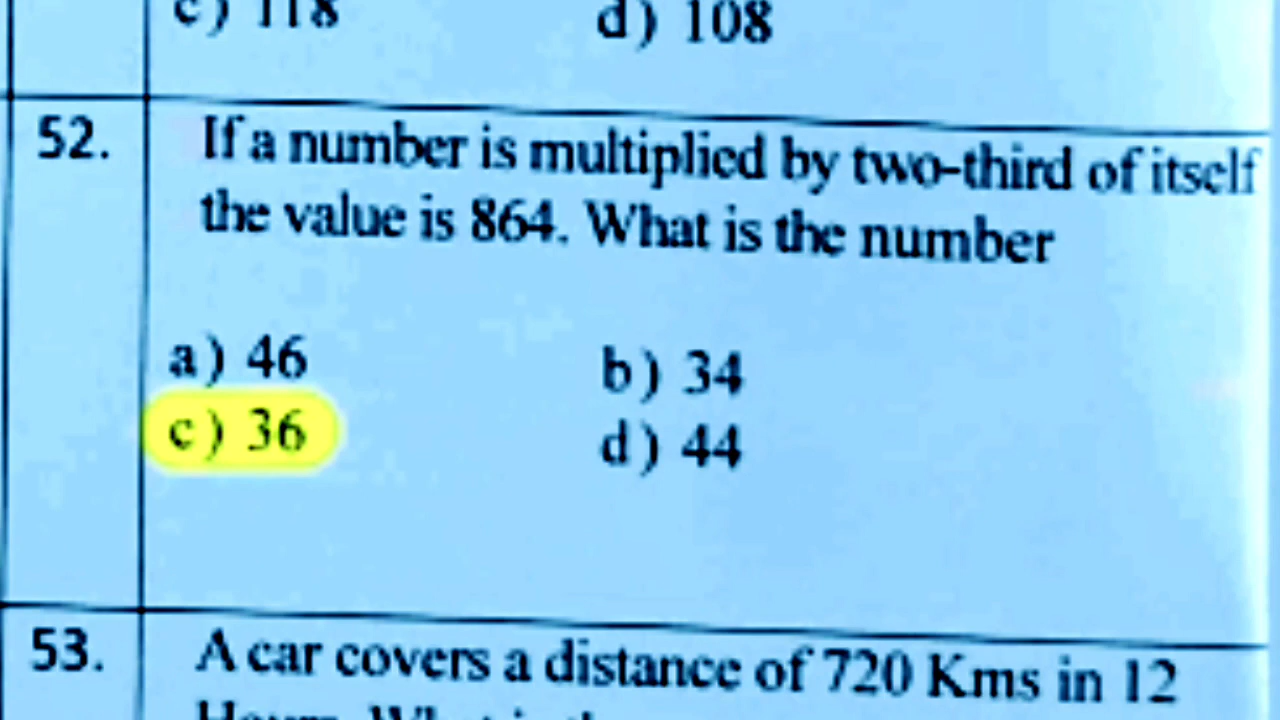 c) 118 d) 108
52. If a number is multiplied by two-third of itself
the value is 864. What is the number
a) 46 b) 34
c) 36 d) 44
53. A car covers a distance of 720 Kms in 12